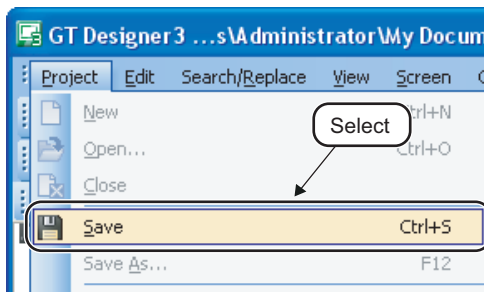 GT Designer3 ...s\Administrator\My Docum
Project Edit Search/Replace View Screen
New Ctrl+N
Select
Open... Ctrl+O
Close
Save Ctrl+S
Save As... F12